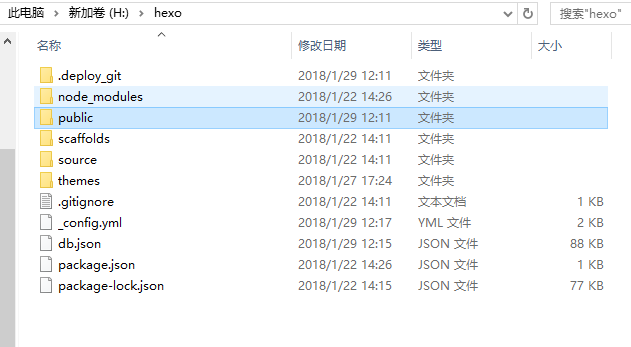 此电脑 › 新加卷 (H:) › hexo 搜索"hexo"
名称 修改日期 类型 大小
.deploy_git 2018/1/29 12:11 文件夹
node_modules 2018/1/22 14:26 文件夹
public 2018/1/29 12:11 文件夹
scaffolds 2018/1/22 14:11 文件夹
source 2018/1/22 14:11 文件夹
themes 2018/1/27 17:24 文件夹
.gitignore 2018/1/22 14:11 文本文档 1 KB
_config.yml 2018/1/29 12:17 YML 文件 2 KB
db.json 2018/1/29 12:15 JSON 文件 88 KB
package.json 2018/1/22 14:26 JSON 文件 1 KB
package-lock.json 2018/1/22 14:15 JSON 文件 77 KB